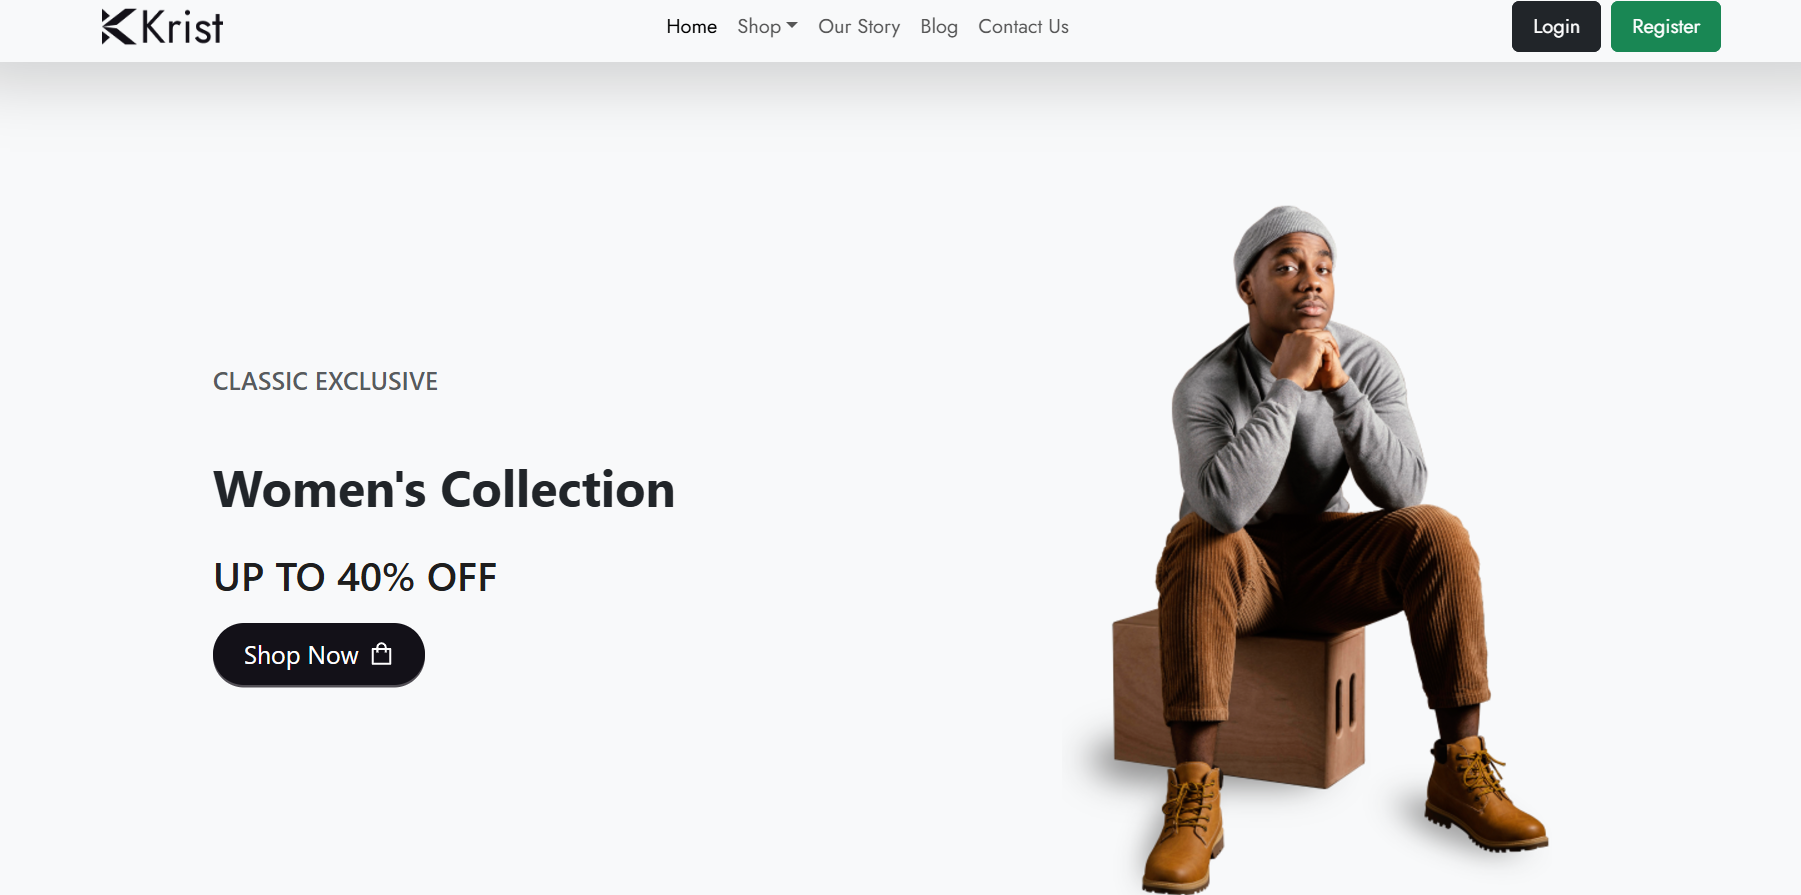 Krist
Home Shop Our Story Blog Contact Us
Login Register
CLASSIC EXCLUSIVE
Women's Collection
UP TO 40% OFF
Shop Now